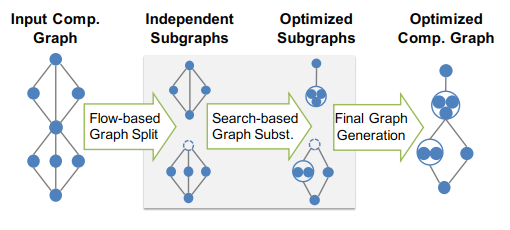 Input Comp.
Graph
Independent
Subgraphs
Optimized
Subgraphs
Optimized
Comp. Graph
Flow-based
Graph Split
Search-based
Graph Subst.
Final Graph
Generation